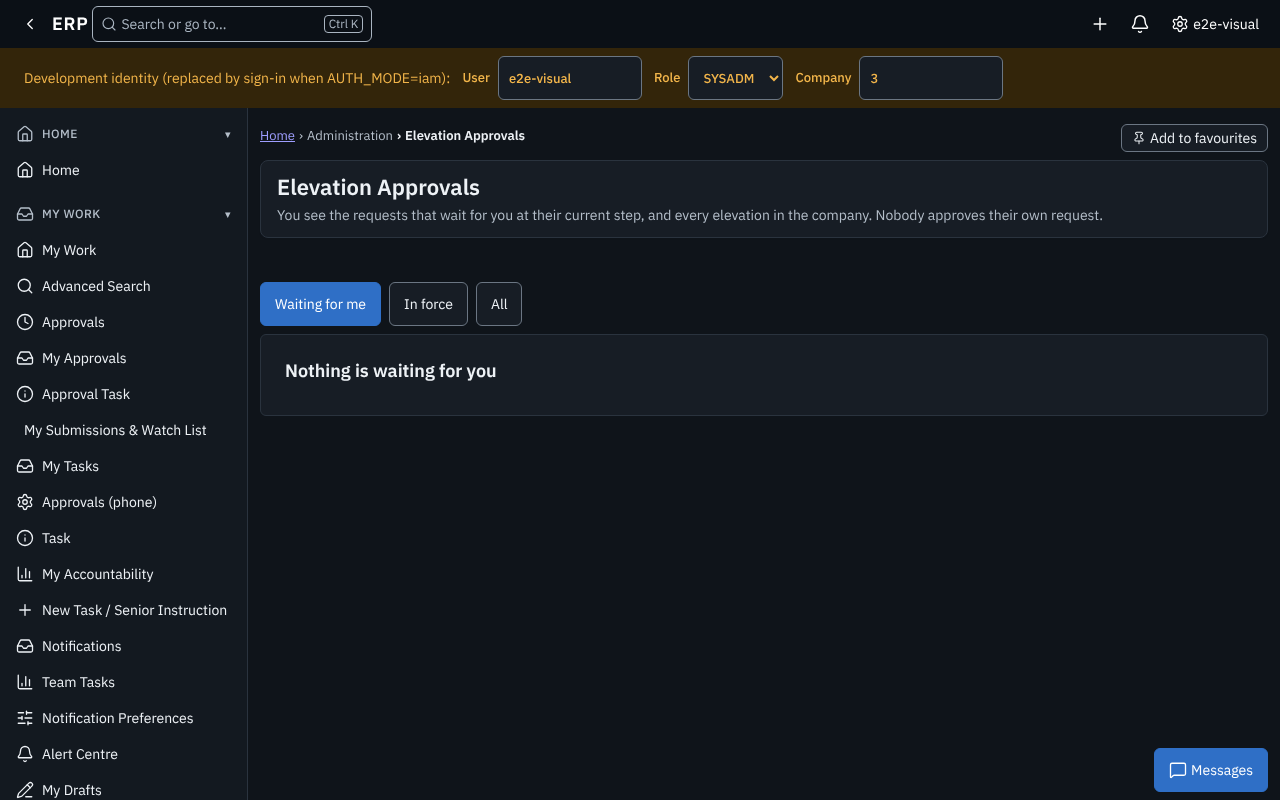 ERP
Search or go to...
Ctrl K
e2e-visual
Development identity (replaced by sign-in when AUTH_MODE=iam): User e2e-visual Role SYSADM Company 3
HOME
Home
MY WORK
My Work
Advanced Search
Approvals
My Approvals
Approval Task
My Submissions & Watch List
My Tasks
Approvals (phone)
Task
My Accountability
New Task / Senior Instruction
Notifications
Team Tasks
Notification Preferences
Alert Centre
My Drafts
Home › Administration › Elevation Approvals
Add to favourites
Elevation Approvals
You see the requests that wait for you at their current step, and every elevation in the company. Nobody approves their own request.
Waiting for me
In force
All
Nothing is waiting for you
Messages